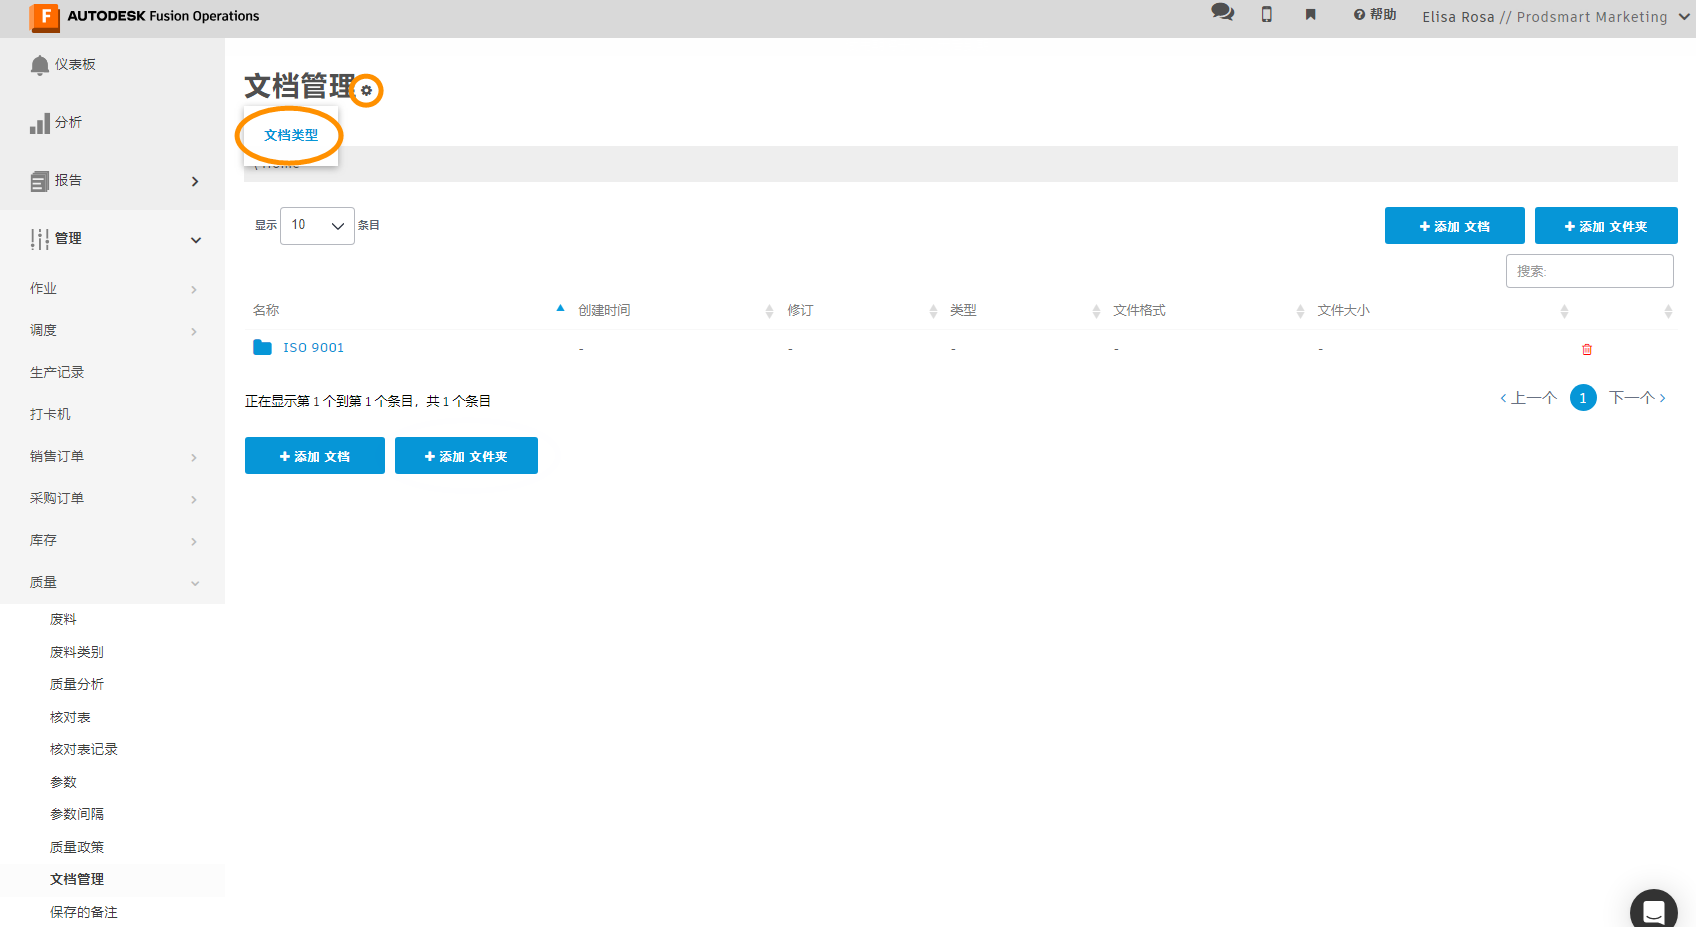 AUTODESK Fusion Operations
帮助
Elisa Rosa // Prodsmart Marketing
仪表板
分析
报告
管理
作业
调度
生产记录
打卡机
销售订单
采购订单
库存
质量
废料
废料类别
质量分析
核对表
核对表记录
参数
参数间隔
质量政策
文档管理
保存的备注
文档管理
文档类型
显示 10 条目
+ 添加 文档
+ 添加 文件夹
搜索:
名称 创建时间 修订 类型 文件格式 文件大小
ISO 9001 - - - - -
正在显示第 1 个到第 1 个条目，共 1 个条目
‹ 上一个 1 下一个 ›
+ 添加 文档
+ 添加 文件夹